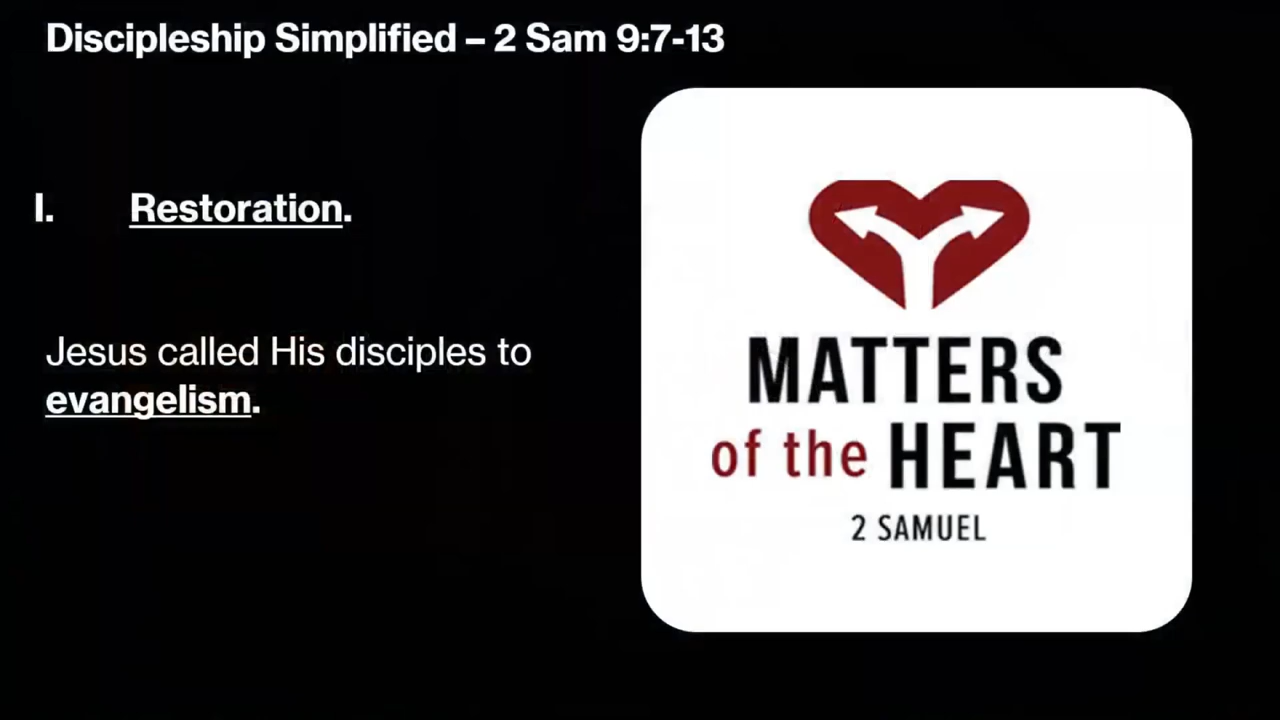 Discipleship Simplified – 2 Sam 9:7-13
I. Restoration.
Jesus called His disciples to
evangelism.
MATTERS
of the HEART
2 SAMUEL